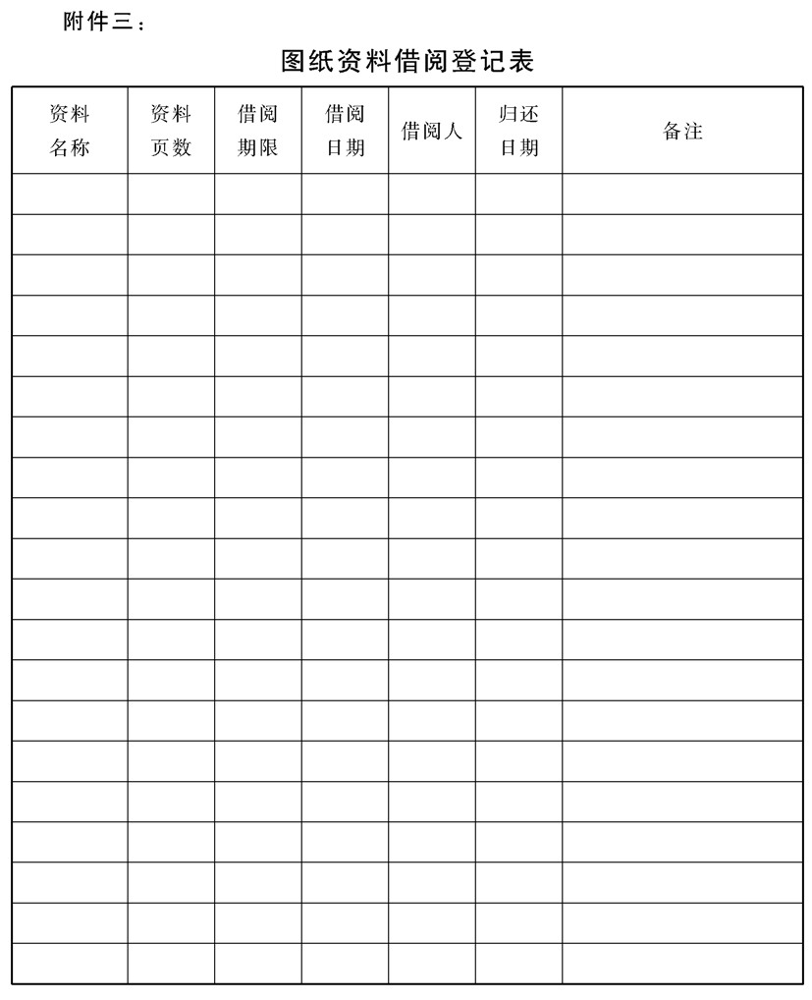 附件三：
图纸资料借阅登记表
资料
名称
资料
页数
借阅
期限
借阅
日期
借阅人
归还
日期
备注